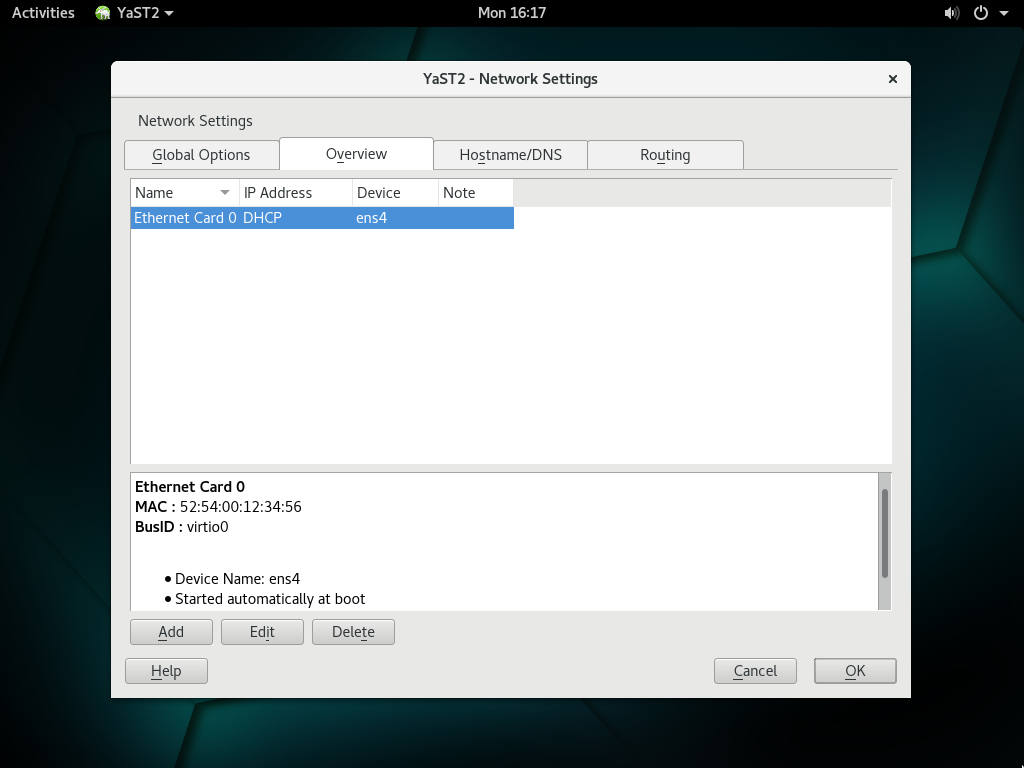 Activities YaST2 Mon 16:17
YaST2 - Network Settings
Network Settings
Global Options Overview Hostname/DNS Routing
Name IP Address Device Note
Ethernet Card 0 DHCP ens4
Ethernet Card 0
MAC : 52:54:00:12:34:56
BusID : virtio0
• Device Name: ens4
• Started automatically at boot
Add Edit Delete
Help Cancel OK